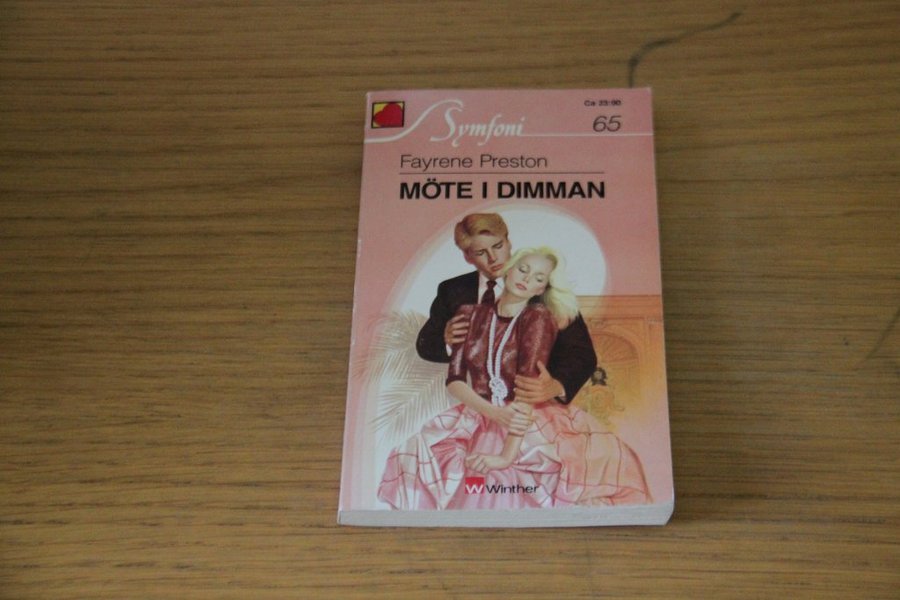 Ca 23:90
Symfoni
65
Fayrene Preston
MÖTE I DIMMAN
W Winther